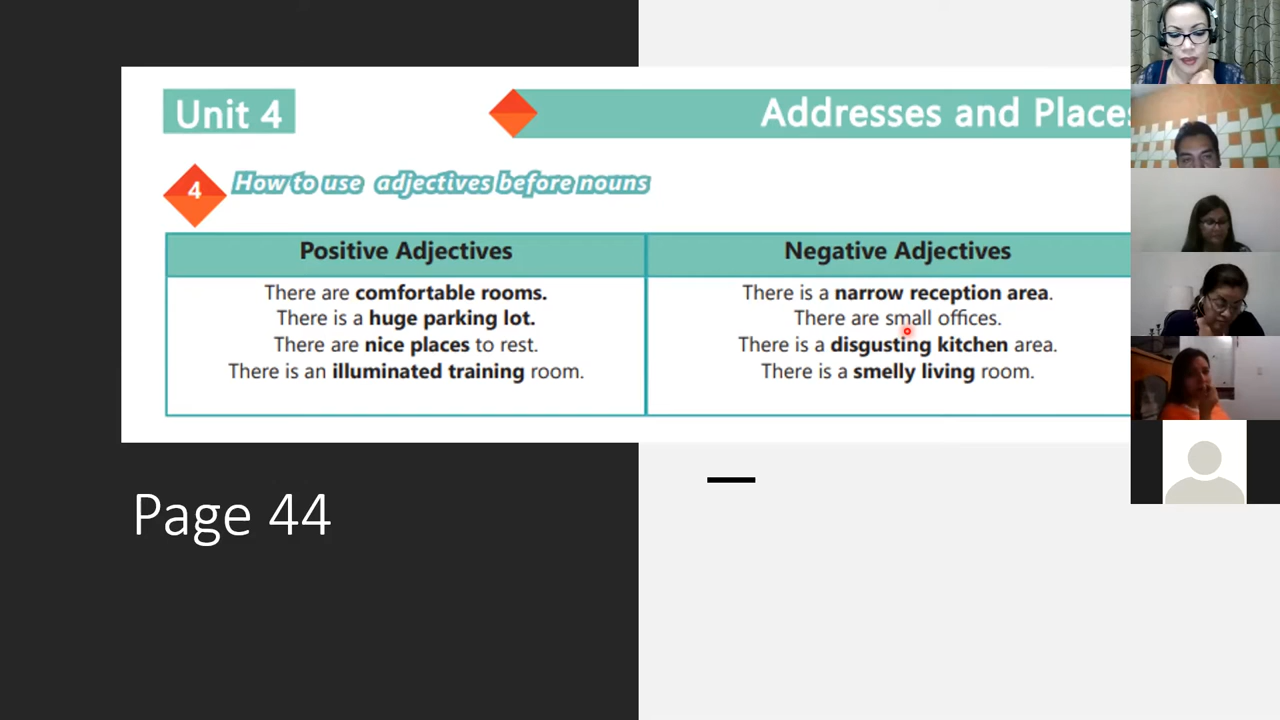 Unit 4
Addresses and Places
4
How to use adjectives before nouns
Positive Adjectives
There are comfortable rooms.
There is a huge parking lot.
There are nice places to rest.
There is an illuminated training room.
Negative Adjectives
There is a narrow reception area.
There are small offices.
There is a disgusting kitchen area.
There is a smelly living room.
Page 44